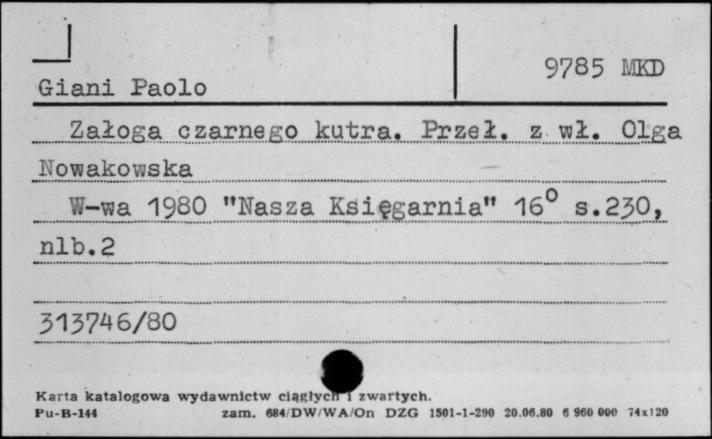 9785 MKD
Giani Paolo
Załoga czarnego kutra. Przeł. z wł. Olga
Nowakowska
W-wa 1980 "Nasza Księgarnia" 16⁰ s.230,
nlb.2
313746/80
Karta katalogowa wydawnictw ciągłych i zwartych.
Pu-B-144 zam. 684/DW/WA/On DZG 1501-1-290 20.06.80 6 960 000 74x120